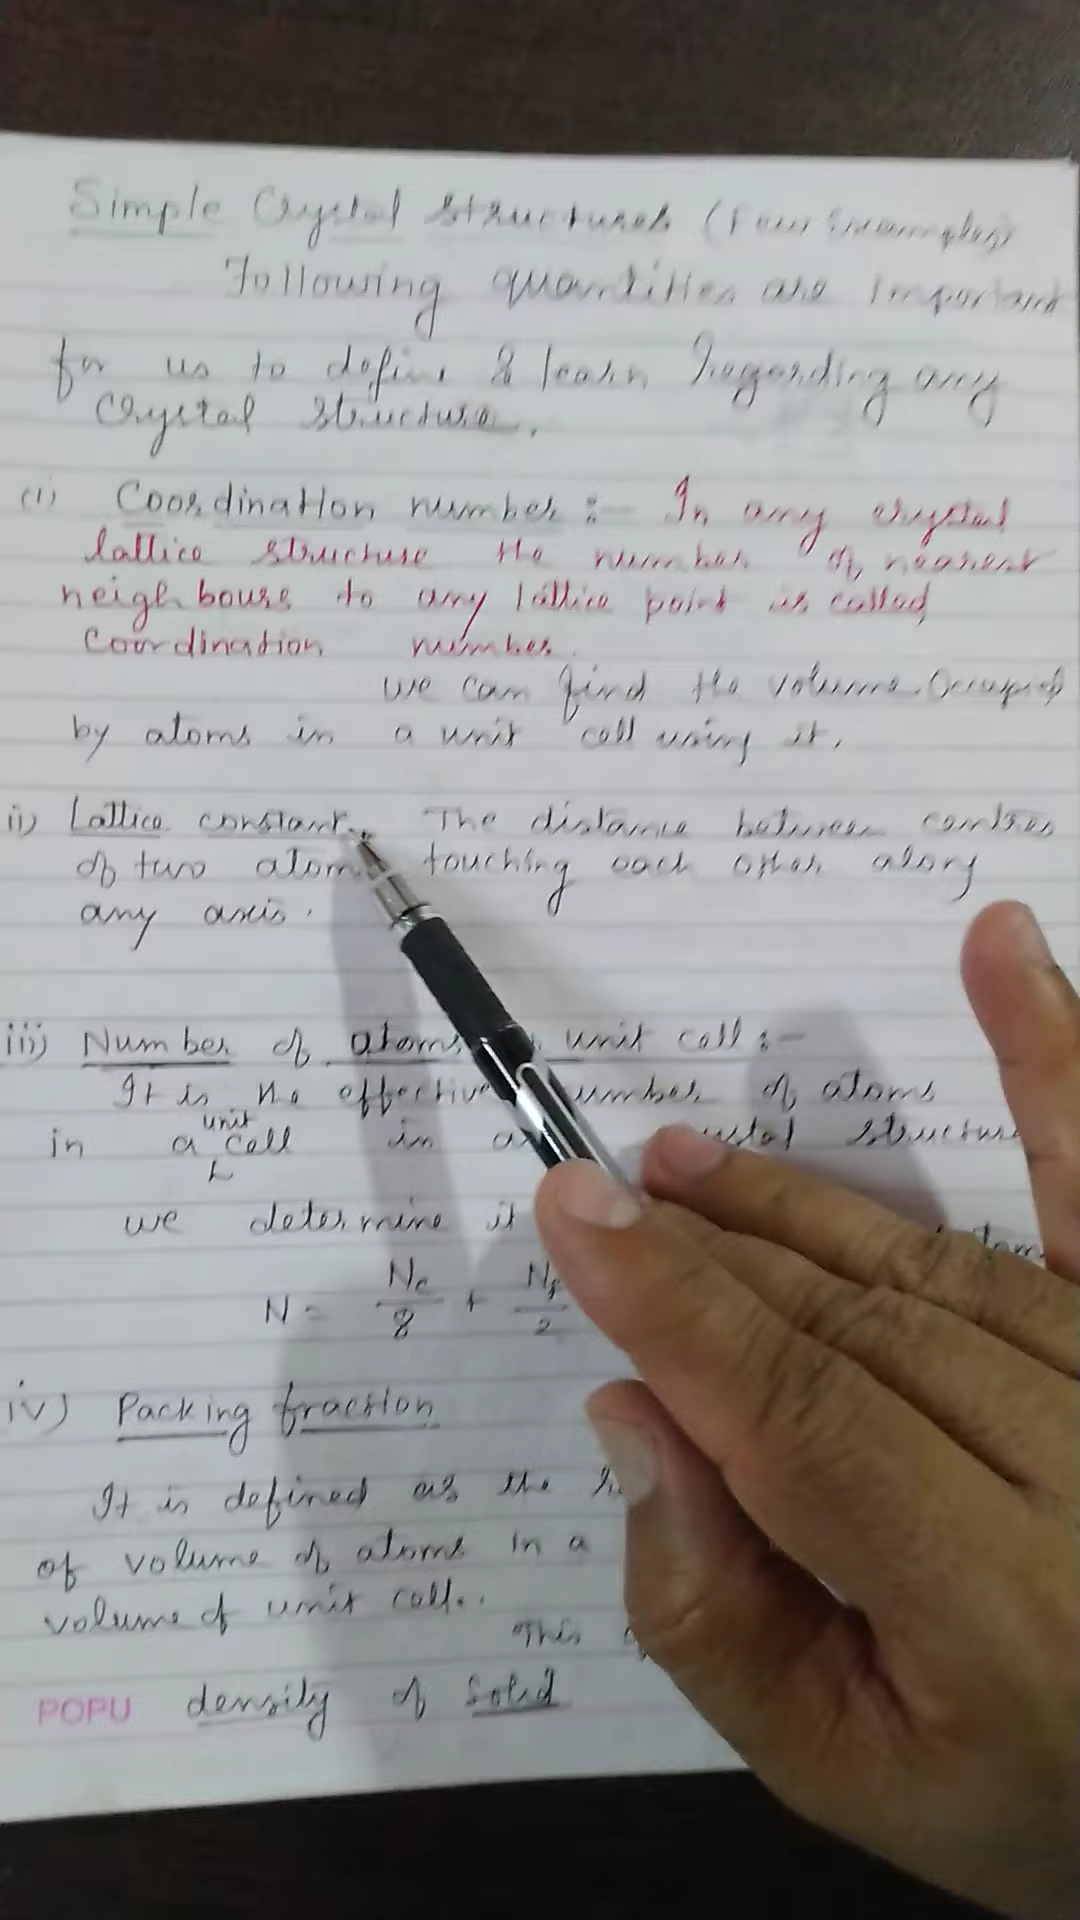 Simple Crystal structures (Few Examples)
Following quantities are important
for us to define & learn regarding any
Crystal structure.
(i) Coordination number :- In any crystal
lattice structure the number of nearest
neighbours to any lattice point is called
Coordination number.
we can find the volume occupied
by atoms in a unit cell using it.
ii) Lattice constant. The distance between centres
of two atom touching each other along
any axis.
iii) Number of atoms unit cell :-
It is the effective number of atoms
unit
in a cell in structure
we determine it
N = Nc/8 + Nf/2
iv) Packing fraction
It is defined as the
of volume of atoms in a
volume of unit cell..
This
POPU density of solid